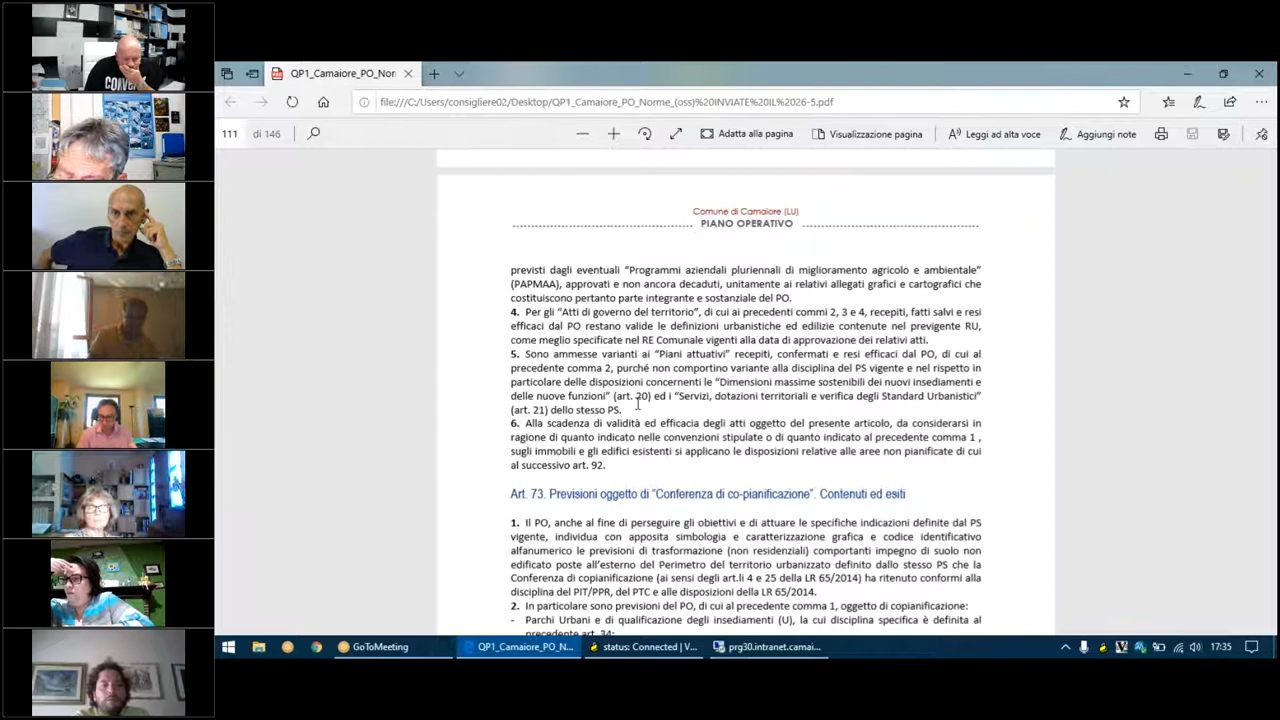 CONVERSE
QP1_Camaiore_PO_Nor
file:///C:/Users/consigliere02/Desktop/QP1_Camaiore_PO_Norme_(oss)%20INVIATE%20IL%2026-5.pdf
111 di 146
Adatta alla pagina
Visualizzazione pagina
Leggi ad alta voce
Aggiungi note
Comune di Camaiore (LU)
PIANO OPERATIVO
previsti dagli eventuali “Programmi aziendali pluriennali di miglioramento agricolo e ambientale”
(PAPMAA), approvati e non ancora decaduti, unitamente ai relativi allegati grafici e cartografici che
costituiscono pertanto parte integrante e sostanziale del PO.
4. Per gli “Atti di governo del territorio”, di cui ai precedenti commi 2, 3 e 4, recepiti, fatti salvi e resi
efficaci dal PO restano valide le definizioni urbanistiche ed edilizie contenute nel previgente RU,
come meglio specificate nel RE Comunale vigenti alla data di approvazione dei relativi atti.
5. Sono ammesse varianti ai “Piani attuativi” recepiti, confermati e resi efficaci dal PO, di cui al
precedente comma 2, purché non comportino variante alla disciplina del PS vigente e nel rispetto in
particolare delle disposizioni concernenti le “Dimensioni massime sostenibili dei nuovi insediamenti e
delle nuove funzioni” (art. 20) ed i “Servizi, dotazioni territoriali e verifica degli Standard Urbanistici”
(art. 21) dello stesso PS.
6. Alla scadenza di validità ed efficacia degli atti oggetto del presente articolo, da considerarsi in
ragione di quanto indicato nelle convenzioni stipulate o di quanto indicato al precedente comma 1 ,
sugli immobili e gli edifici esistenti si applicano le disposizioni relative alle aree non pianificate di cui
al successivo art. 92.
Art. 73. Previsioni oggetto di “Conferenza di co-pianificazione”. Contenuti ed esiti
1. Il PO, anche al fine di perseguire gli obiettivi e di attuare le specifiche indicazioni definite dal PS
vigente, individua con apposita simbologia e caratterizzazione grafica e codice identificativo
alfanumerico le previsioni di trasformazione (non residenziali) comportanti impegno di suolo non
edificato poste all’esterno del Perimetro del territorio urbanizzato definito dallo stesso PS che la
Conferenza di copianificazione (ai sensi degli art.li 4 e 25 della LR 65/2014) ha ritenuto conformi alla
disciplina del PIT/PPR, del PTC e alle disposizioni della LR 65/2014.
2. In particolare sono previsioni del PO, di cui al precedente comma 1, oggetto di copianificazione:
- Parchi Urbani e di qualificazione degli insediamenti (U), la cui disciplina specifica è definita al
precedente art. 34;
GoToMeeting
QP1_Camaiore_PO_N...
status: Connected | V...
prg30.intranet.camai...
17:35